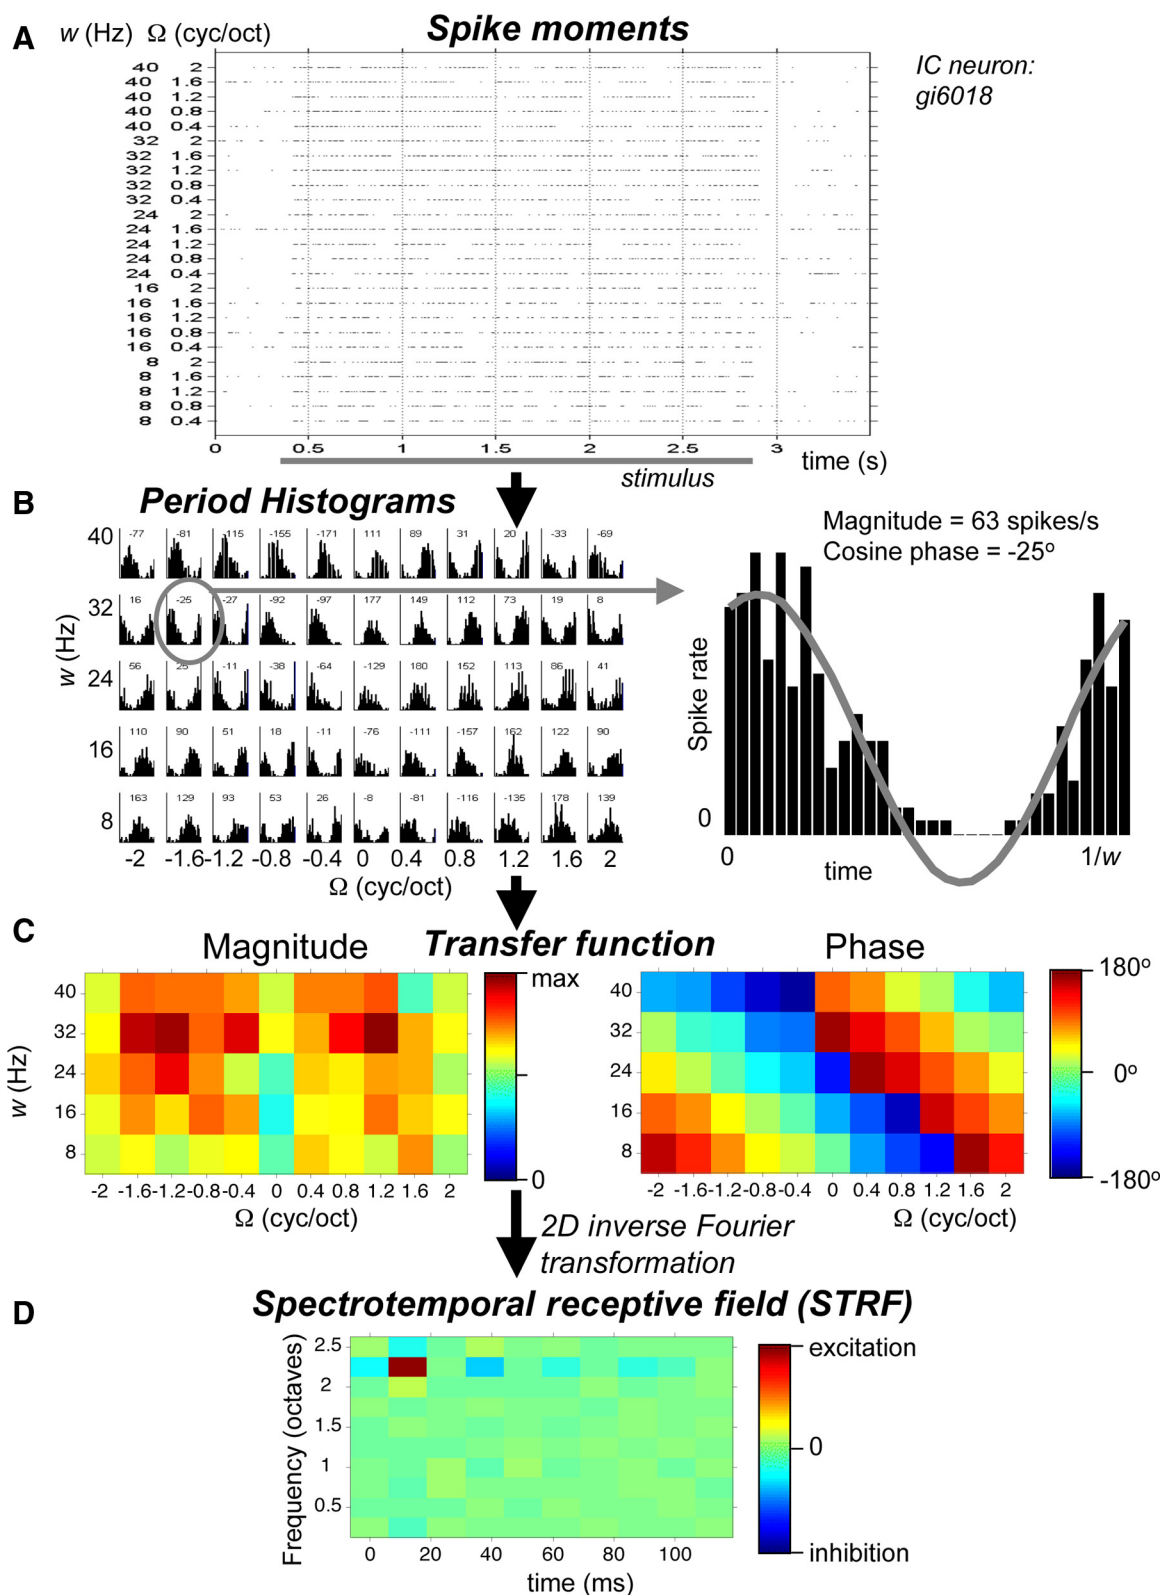 A
w (Hz) Ω (cyc/oct)
Spike moments
IC neuron:
gi6018
40 2
40 1.6
40 1.2
40 0.8
40 0.4
32 2
32 1.6
32 1.2
32 0.8
32 0.4
24 2
24 1.6
24 1.2
24 0.8
24 0.4
16 2
16 1.6
16 1.2
16 0.8
16 0.4
8 2
8 1.6
8 1.2
8 0.8
8 0.4
0 0.5 1 1.5 2 2.5 3
time (s)
stimulus
B
Period Histograms
w (Hz)
40
-77 -81 -115 -155 -171 111 89 31 20 -33 -69
32
16 -25 -27 -92 -97 177 149 112 73 19 8
24
56 25 -11 -38 -64 -129 180 152 113 86 41
16
110 90 51 18 -11 -76 -111 -157 162 122 90
8
163 129 93 53 26 -8 -81 -116 -135 178 139
-2 -1.6 -1.2 -0.8 -0.4 0 0.4 0.8 1.2 1.6 2
Ω (cyc/oct)
Magnitude = 63 spikes/s
Cosine phase = -25º
Spike rate
0
0 1/w
time
C
Magnitude
Transfer function
Phase
w (Hz)
40
32
24
16
8
-2 -1.6 -1.2 -0.8 -0.4 0 0.4 0.8 1.2 1.6 2
Ω (cyc/oct)
max
0
40
32
24
16
8
-2 -1.6 -1.2 -0.8 -0.4 0 0.4 0.8 1.2 1.6 2
Ω (cyc/oct)
180º
0º
-180º
2D inverse Fourier
transformation
D
Spectrotemporal receptive field (STRF)
Frequency (octaves)
2.5
2
1.5
1
0.5
0 20 40 60 80 100
time (ms)
excitation
0
inhibition